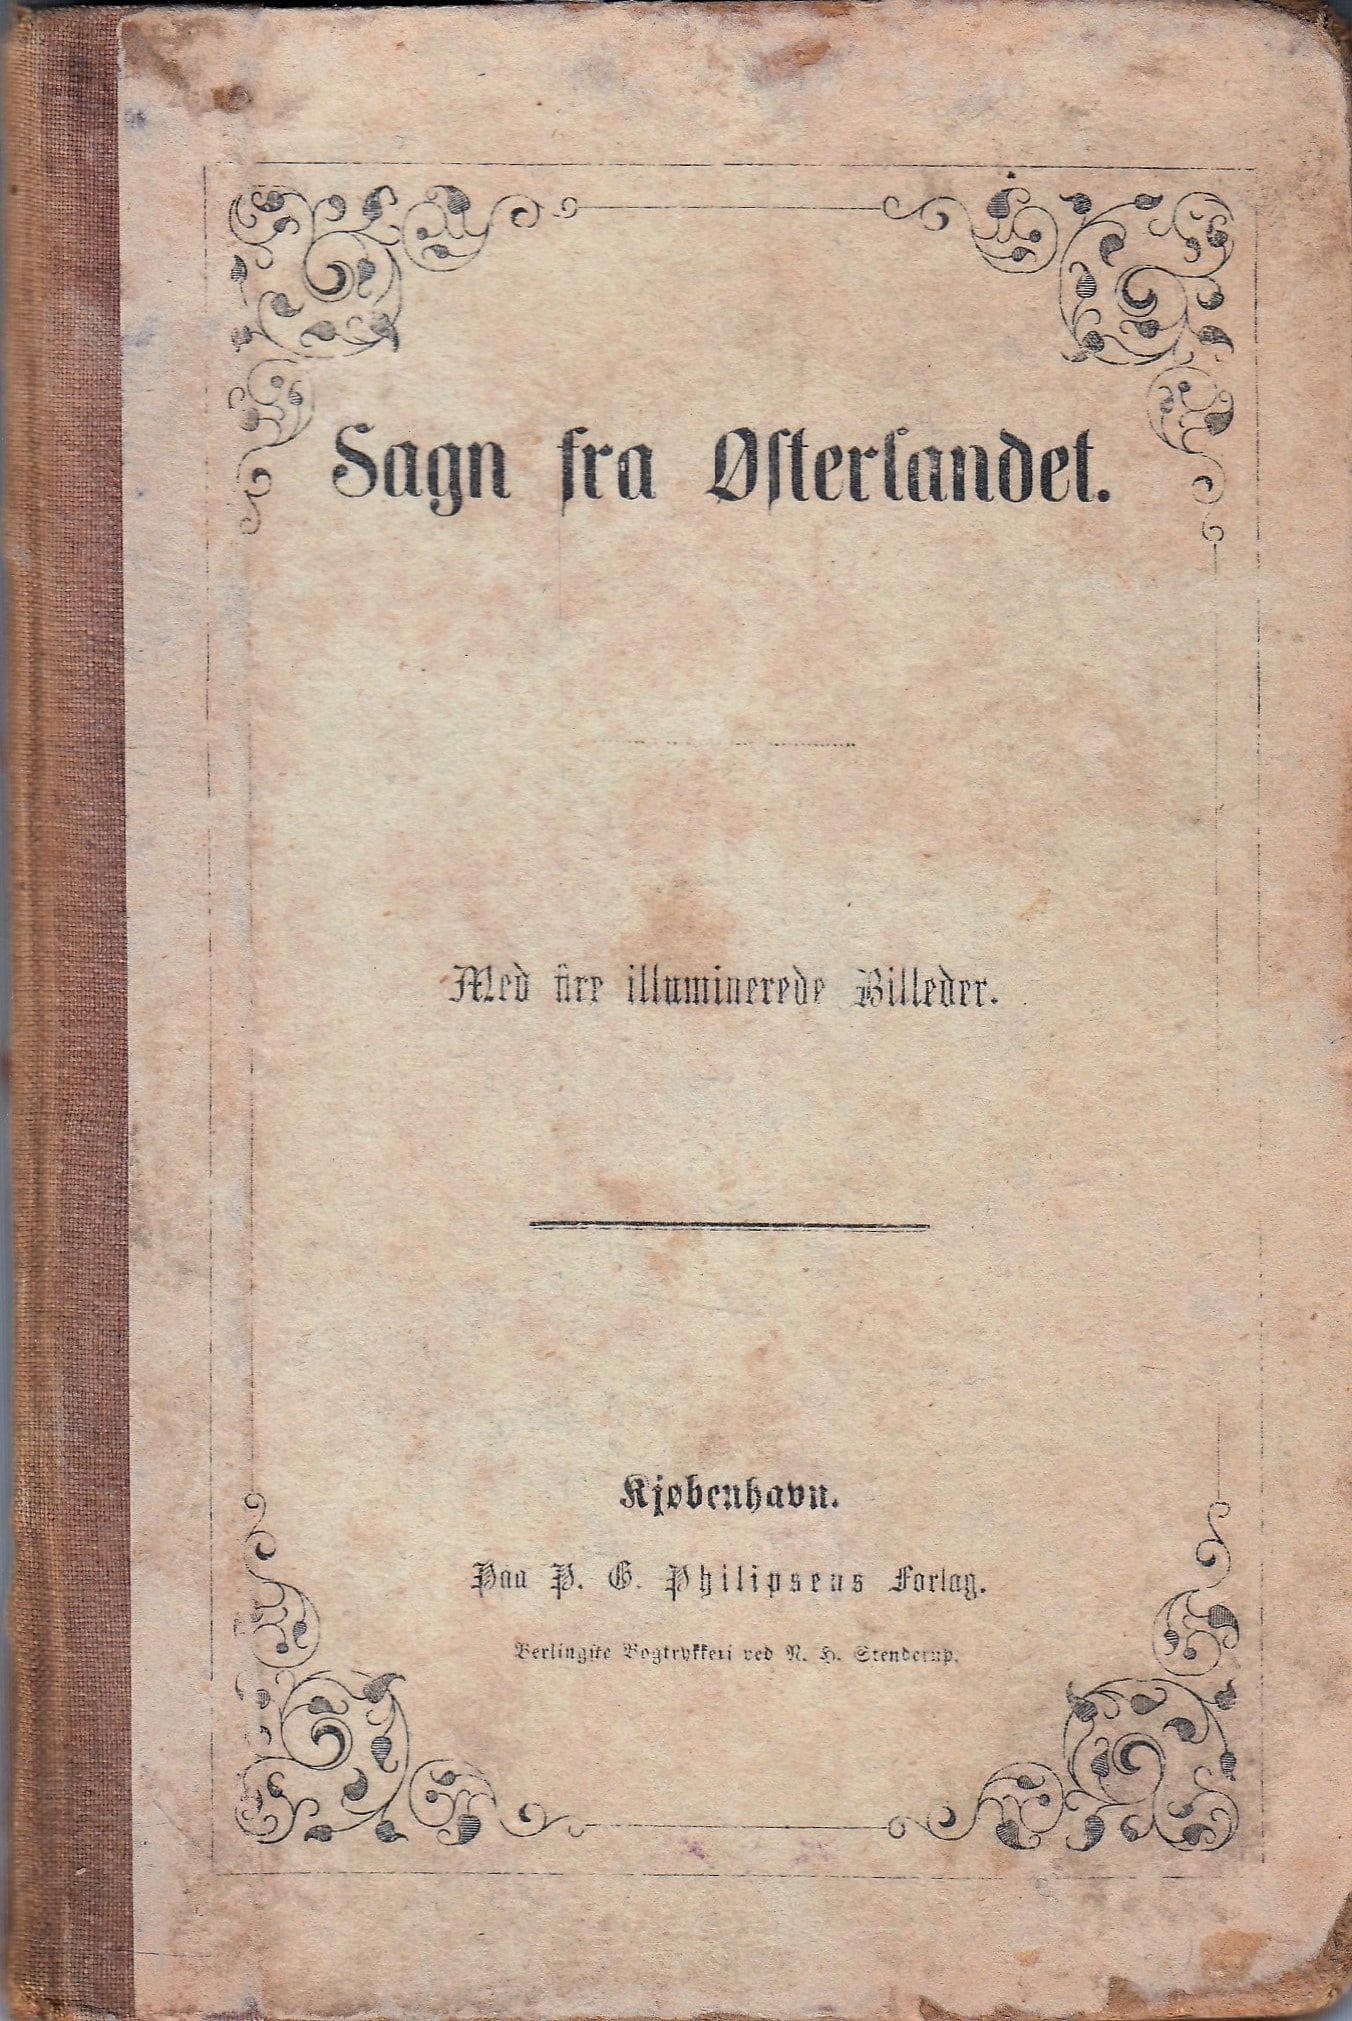 Sagn fra Østerlandet.
Med fire illuminerede Billeder.
Kjøbenhavn.
Paa P. G. Philipsens Forlag.
Berlingske Bogtrykkeri ved N. H. Stenderup.